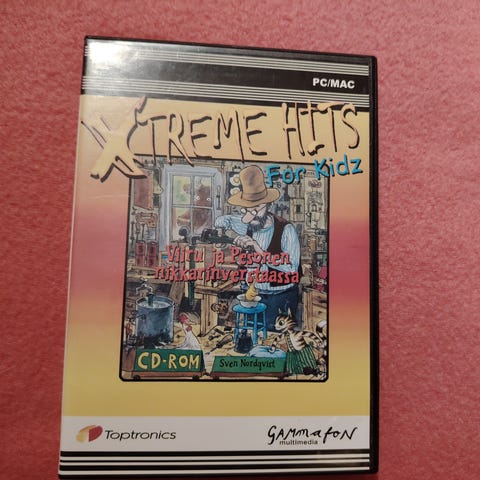 PC/MAC
XTREME HITS
For Kidz
Viiru ja Pesonen
nikkarinverstaassa
CD-ROM
Sven Nordqvist
Toptronics
GAMMAFON
multimedia